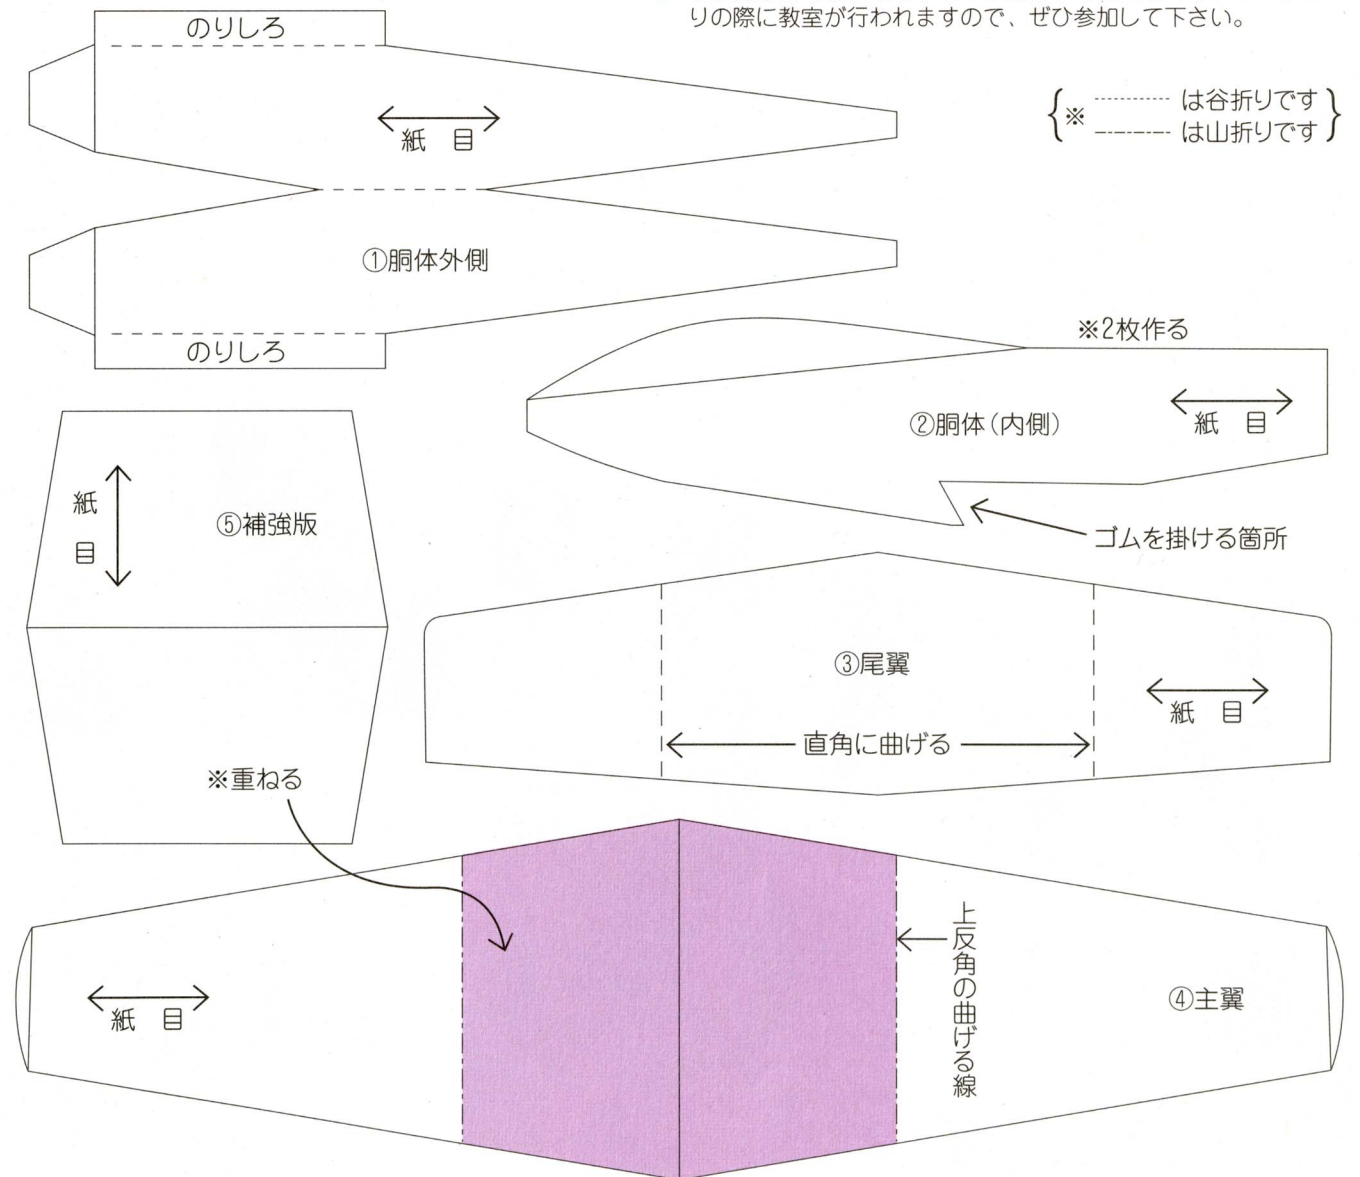 りの際に教室が行われますので、ぜひ参加して下さい。
のりしろ
{※ ---------- は谷折りです}
-・-・-・- は山折りです
紙 目
①胴体外側
のりしろ
※2枚作る
②胴体(内側)
紙 目
ゴムを掛ける箇所
紙 目
⑤補強版
③尾翼
紙 目
直角に曲げる
※重ねる
上反角の曲げる線
紙 目
④主翼